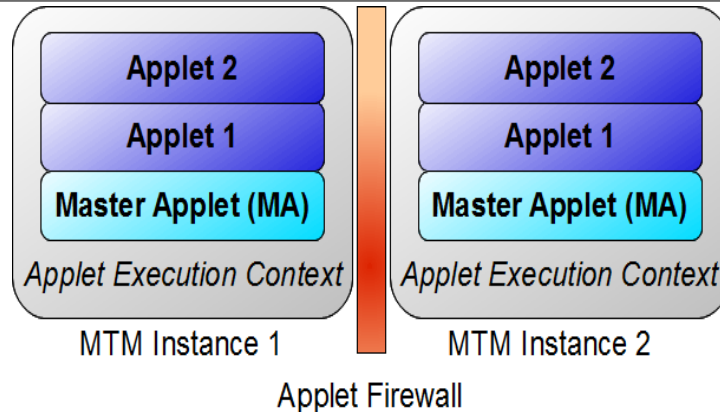 Applet 2
Applet 1
Master Applet (MA)
Applet Execution Context
MTM Instance 1
Applet 2
Applet 1
Master Applet (MA)
Applet Execution Context
MTM Instance 2
Applet Firewall